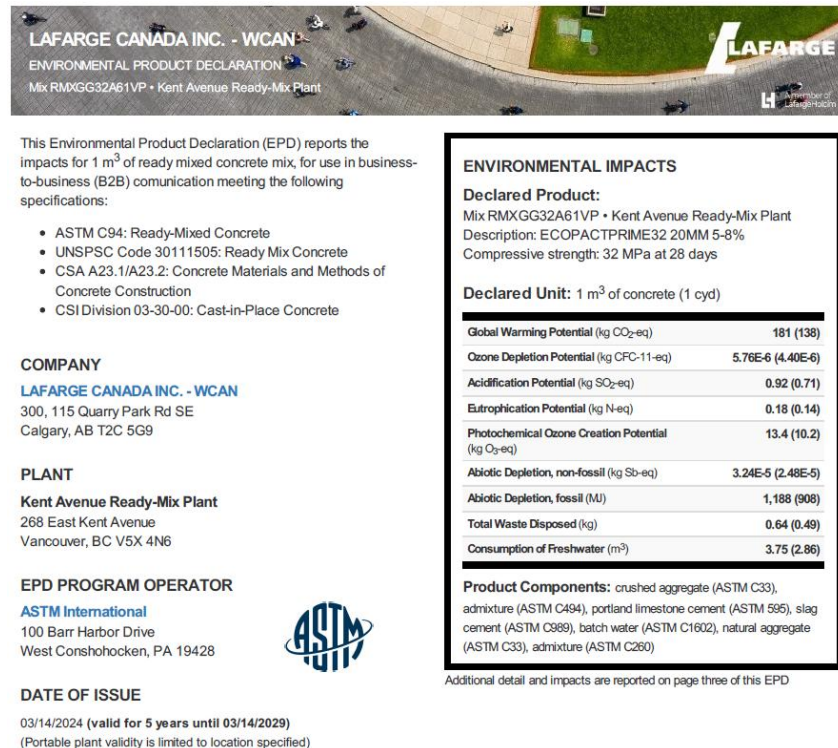 LAFARGE CANADA INC. - WCAN
ENVIRONMENTAL PRODUCT DECLARATION
Mix RMXGG32A61VP • Kent Avenue Ready-Mix Plant
LAFARGE
A member of
LafargeHolcim
This Environmental Product Declaration (EPD) reports the
impacts for 1 m³ of ready mixed concrete mix, for use in business-
to-business (B2B) comunication meeting the following
specifications:
• ASTM C94: Ready-Mixed Concrete
• UNSPSC Code 30111505: Ready Mix Concrete
• CSA A23.1/A23.2: Concrete Materials and Methods of
Concrete Construction
• CSI Division 03-30-00: Cast-in-Place Concrete
COMPANY
LAFARGE CANADA INC. - WCAN
300, 115 Quarry Park Rd SE
Calgary, AB T2C 5G9
PLANT
Kent Avenue Ready-Mix Plant
268 East Kent Avenue
Vancouver, BC V5X 4N6
EPD PROGRAM OPERATOR
ASTM International
100 Barr Harbor Drive
West Conshohocken, PA 19428
ASTM
DATE OF ISSUE
03/14/2024 (valid for 5 years until 03/14/2029)
(Portable plant validity is limited to location specified)
ENVIRONMENTAL IMPACTS
Declared Product:
Mix RMXGG32A61VP • Kent Avenue Ready-Mix Plant
Description: ECOPACTPRIME32 20MM 5-8%
Compressive strength: 32 MPa at 28 days
Declared Unit: 1 m³ of concrete (1 cyd)
Global Warming Potential (kg CO₂-eq) 181 (138)
Ozone Depletion Potential (kg CFC-11-eq) 5.76E-6 (4.40E-6)
Acidification Potential (kg SO₂-eq) 0.92 (0.71)
Eutrophication Potential (kg N-eq) 0.18 (0.14)
Photochemical Ozone Creation Potential 13.4 (10.2)
(kg O₃-eq)
Abiotic Depletion, non-fossil (kg Sb-eq) 3.24E-5 (2.48E-5)
Abiotic Depletion, fossil (MJ) 1,188 (908)
Total Waste Disposed (kg) 0.64 (0.49)
Consumption of Freshwater (m³) 3.75 (2.86)
Product Components: crushed aggregate (ASTM C33),
admixture (ASTM C494), portland limestone cement (ASTM 595), slag
cement (ASTM C989), batch water (ASTM C1602), natural aggregate
(ASTM C33), admixture (ASTM C260)
Additional detail and impacts are reported on page three of this EPD